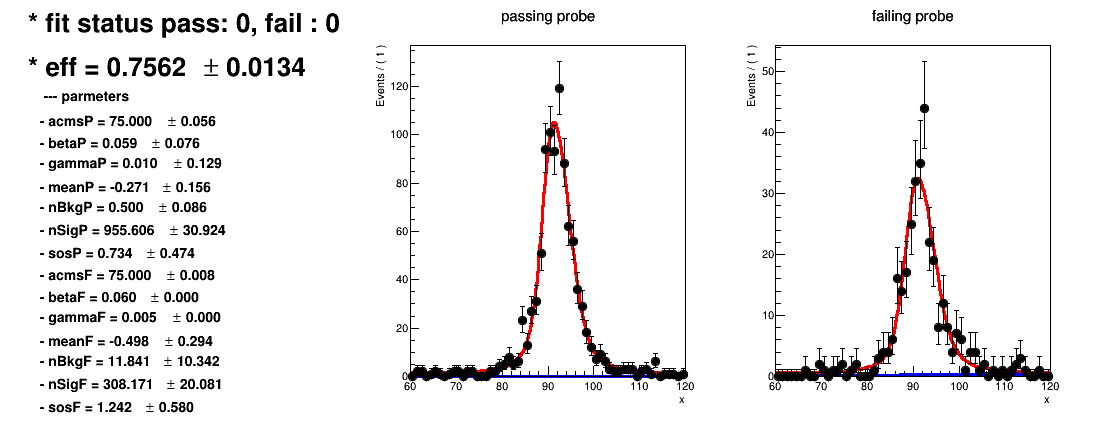 * fit status pass: 0, fail : 0
* eff = 0.7562 ± 0.0134
--- parmeters
- acmsP = 75.000 ± 0.056
- betaP = 0.059 ± 0.076
- gammaP = 0.010 ± 0.129
- meanP = -0.271 ± 0.156
- nBkgP = 0.500 ± 0.086
- nSigP = 955.606 ± 30.924
- sosP = 0.734 ± 0.474
- acmsF = 75.000 ± 0.008
- betaF = 0.060 ± 0.000
- gammaF = 0.005 ± 0.000
- meanF = -0.498 ± 0.294
- nBkgF = 11.841 ± 10.342
- nSigF = 308.171 ± 20.081
- sosF = 1.242 ± 0.580
passing probe
Events / ( 1 )
120
100
80
60
40
20
0
60 70 80 90 100 110 120
x
failing probe
Events / ( 1 )
50
40
30
20
10
0
60 70 80 90 100 110 120
x